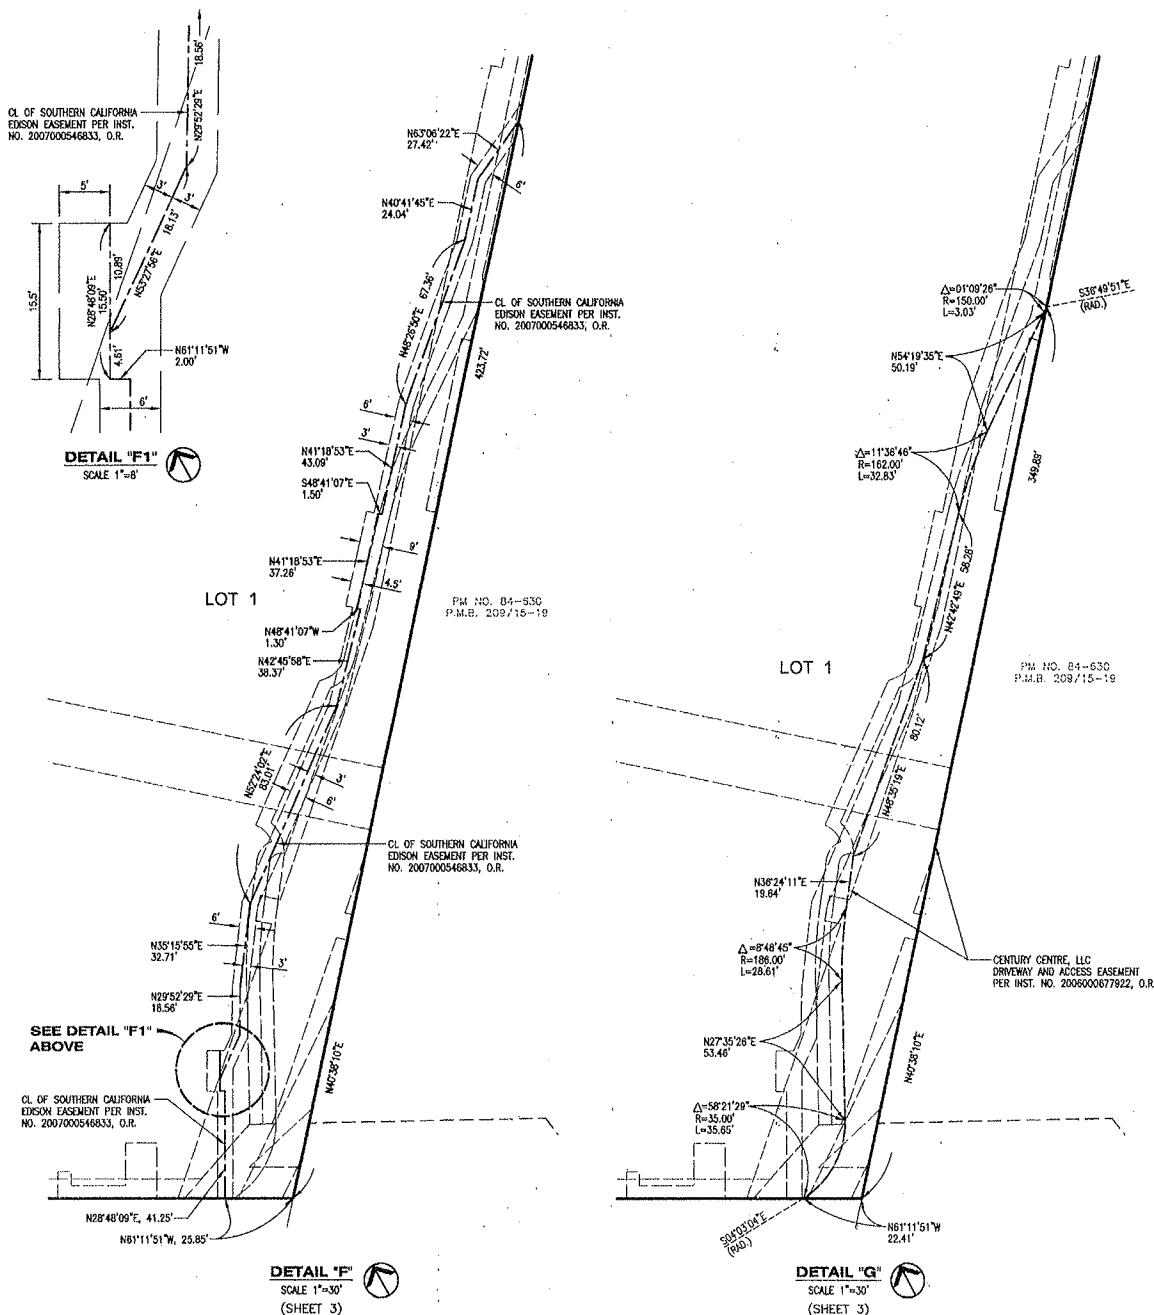 18.56'
N29°52'29"E
CL OF SOUTHERN CALIFORNIA
EDISON EASEMENT PER INST.
NO. 2007000546833, O.R.
5'
3'
3'
18.13'
N53°27'56"E
10.89'
N28°48'09"E
15.50'
15.5'
4.61'
N61°11'51"W
2.00'
6'
DETAIL "F1"
SCALE 1"=8'
N63°06'22"E
27.42'
6'
N40°41'45"E
24.04'
67.36'
N48°26'50"E
CL OF SOUTHERN CALIFORNIA
EDISON EASEMENT PER INST.
NO. 2007000546833, O.R.
423.72'
6'
3'
N41°18'53"E
43.09'
S48°41'07"E
1.50'
9'
N41°18'53"E
37.26'
4.5'
LOT 1
PM NO. 84-630
P.M.B. 209/15-19
N48°41'07"W
1.30'
N42°45'58"E
38.37'
N52°24'02"E
83.01'
3'
6'
CL OF SOUTHERN CALIFORNIA
EDISON EASEMENT PER INST.
NO. 2007000546833, O.R.
6'
N35°15'55"E
32.71'
3'
N29°52'29"E
18.56'
SEE DETAIL "F1"
ABOVE
N40°38'10"E
CL OF SOUTHERN CALIFORNIA
EDISON EASEMENT PER INST.
NO. 2007000546833, O.R.
N28°48'09"E, 41.25'
N61°11'51"W, 25.85'
DETAIL "F"
SCALE 1"=30'
(SHEET 3)
Δ=01°09'26"
R=150.00'
L=3.03'
S36°49'51"E
(RAD.)
N54°19'35"E
50.19'
Δ=11°36'46"
R=162.00'
L=32.83'
349.89'
58.28'
N42°42'49"E
LOT 1
PM NO. 84-630
P.M.B. 209/15-19
80.12'
N48°35'19"E
N36°24'11"E
19.64'
Δ=8°48'45"
R=186.00'
L=28.61'
CENTURY CENTRE, LLC
DRIVEWAY AND ACCESS EASEMENT
PER INST. NO. 2006000677922, O.R
N27°35'26"E
53.46'
N40°38'10"E
Δ=58°21'29"
R=35.00'
L=35.65'
S04°03'04"E
(RAD.)
N61°11'51"W
22.41'
DETAIL "G"
SCALE 1"=30'
(SHEET 3)